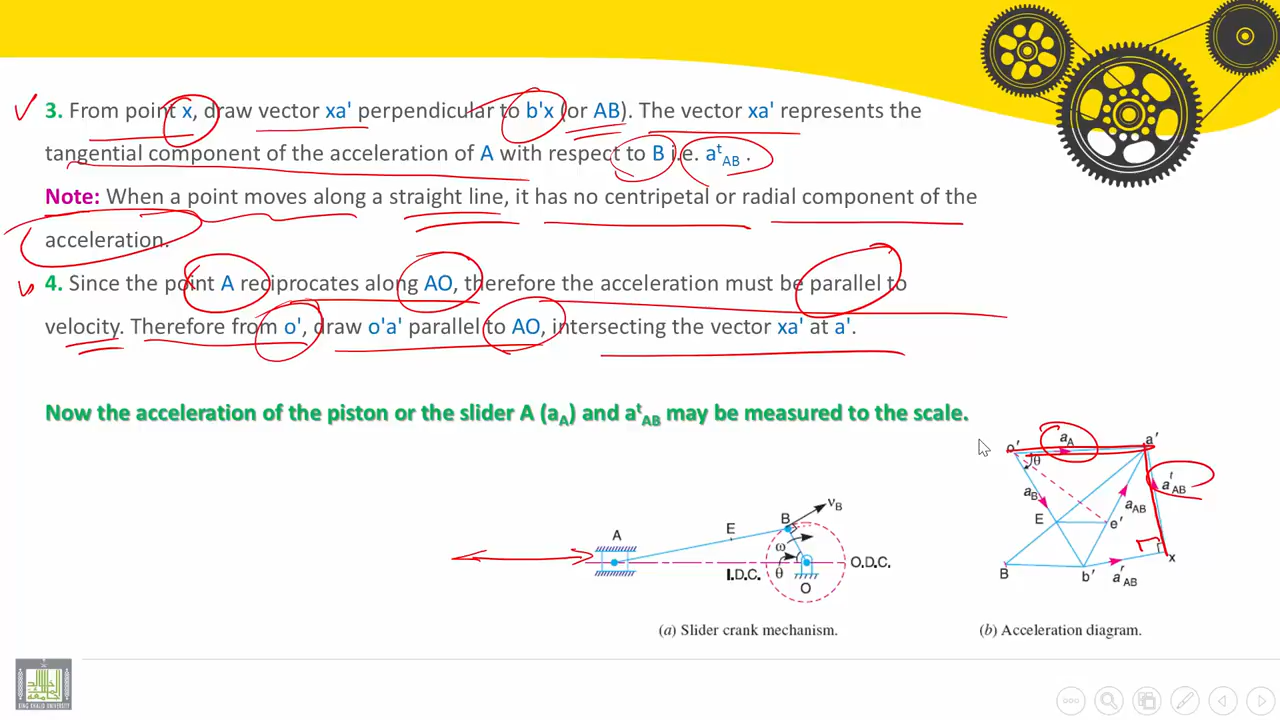 3. From point x, draw vector xa' perpendicular to b'x (or AB). The vector xa' represents the
tangential component of the acceleration of A with respect to B i.e. aᵗAB .
Note: When a point moves along a straight line, it has no centripetal or radial component of the
acceleration.
4. Since the point A reciprocates along AO, therefore the acceleration must be parallel to
velocity. Therefore from o', draw o'a' parallel to AO, intersecting the vector xa' at a'.
Now the acceleration of the piston or the slider A (aA) and aᵗAB may be measured to the scale.
A
E
B
vB
ω
θ
I.D.C.
O.D.C.
O
(a) Slider crank mechanism.
o'
aA
a'
θ
aB
aAB
aᵗAB
E
e'
B
b'
aʳAB
x
(b) Acceleration diagram.
KING KHALID UNIVERSITY